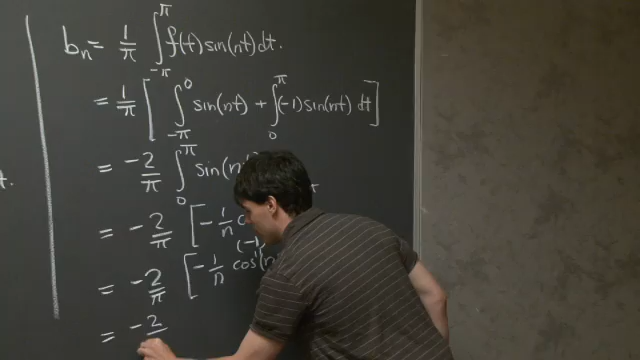 bₙ = 1/π ∫_{-π}^{π} f(t) sin(nt) dt.
= 1/π [ ∫_{-π}^{0} sin(nt) + ∫_{0}^{π} (-1) sin(nt) dt ]
t.
= -2/π ∫_{0}^{π} sin(n
= -2/π [ -1/n c
(-1)
= -2/π [ -1/n cos(n
= -2